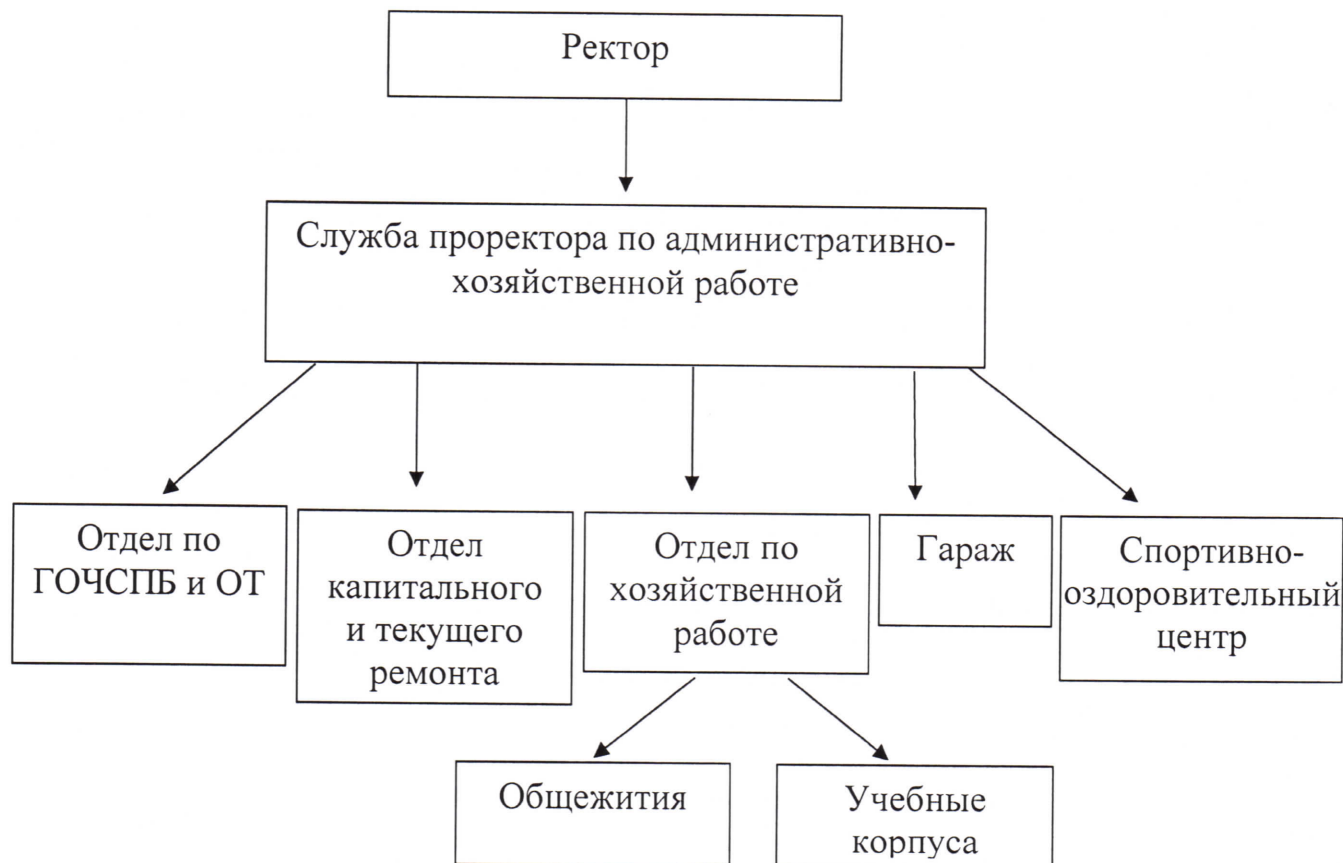 Ректор
Служба проректора по административно-
хозяйственной работе
Отдел по
ГОЧСПБ и ОТ
Отдел
капитального
и текущего
ремонта
Отдел по
хозяйственной
работе
Гараж
Спортивно-
оздоровительный
центр
Общежития
Учебные
корпуса